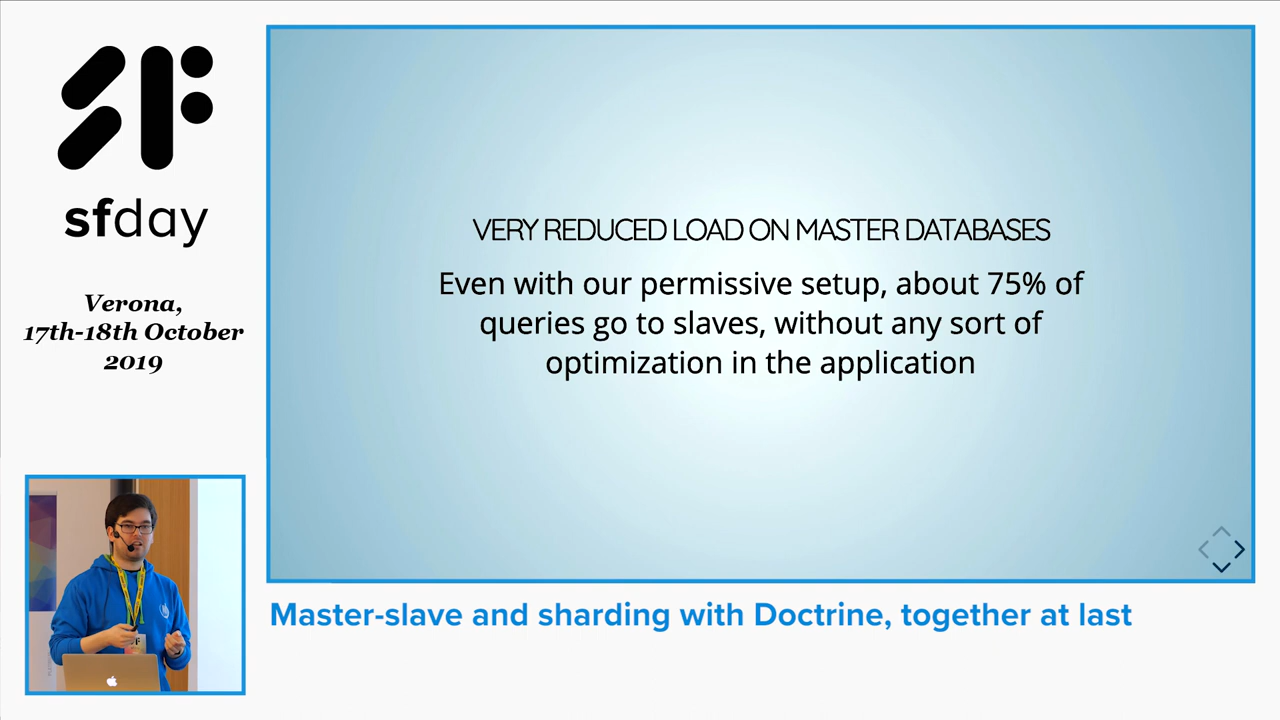 sfday
Verona,
17th-18th October
2019
VERY REDUCED LOAD ON MASTER DATABASES
Even with our permissive setup, about 75% of
queries go to slaves, without any sort of
optimization in the application
Master-slave and sharding with Doctrine, together at last